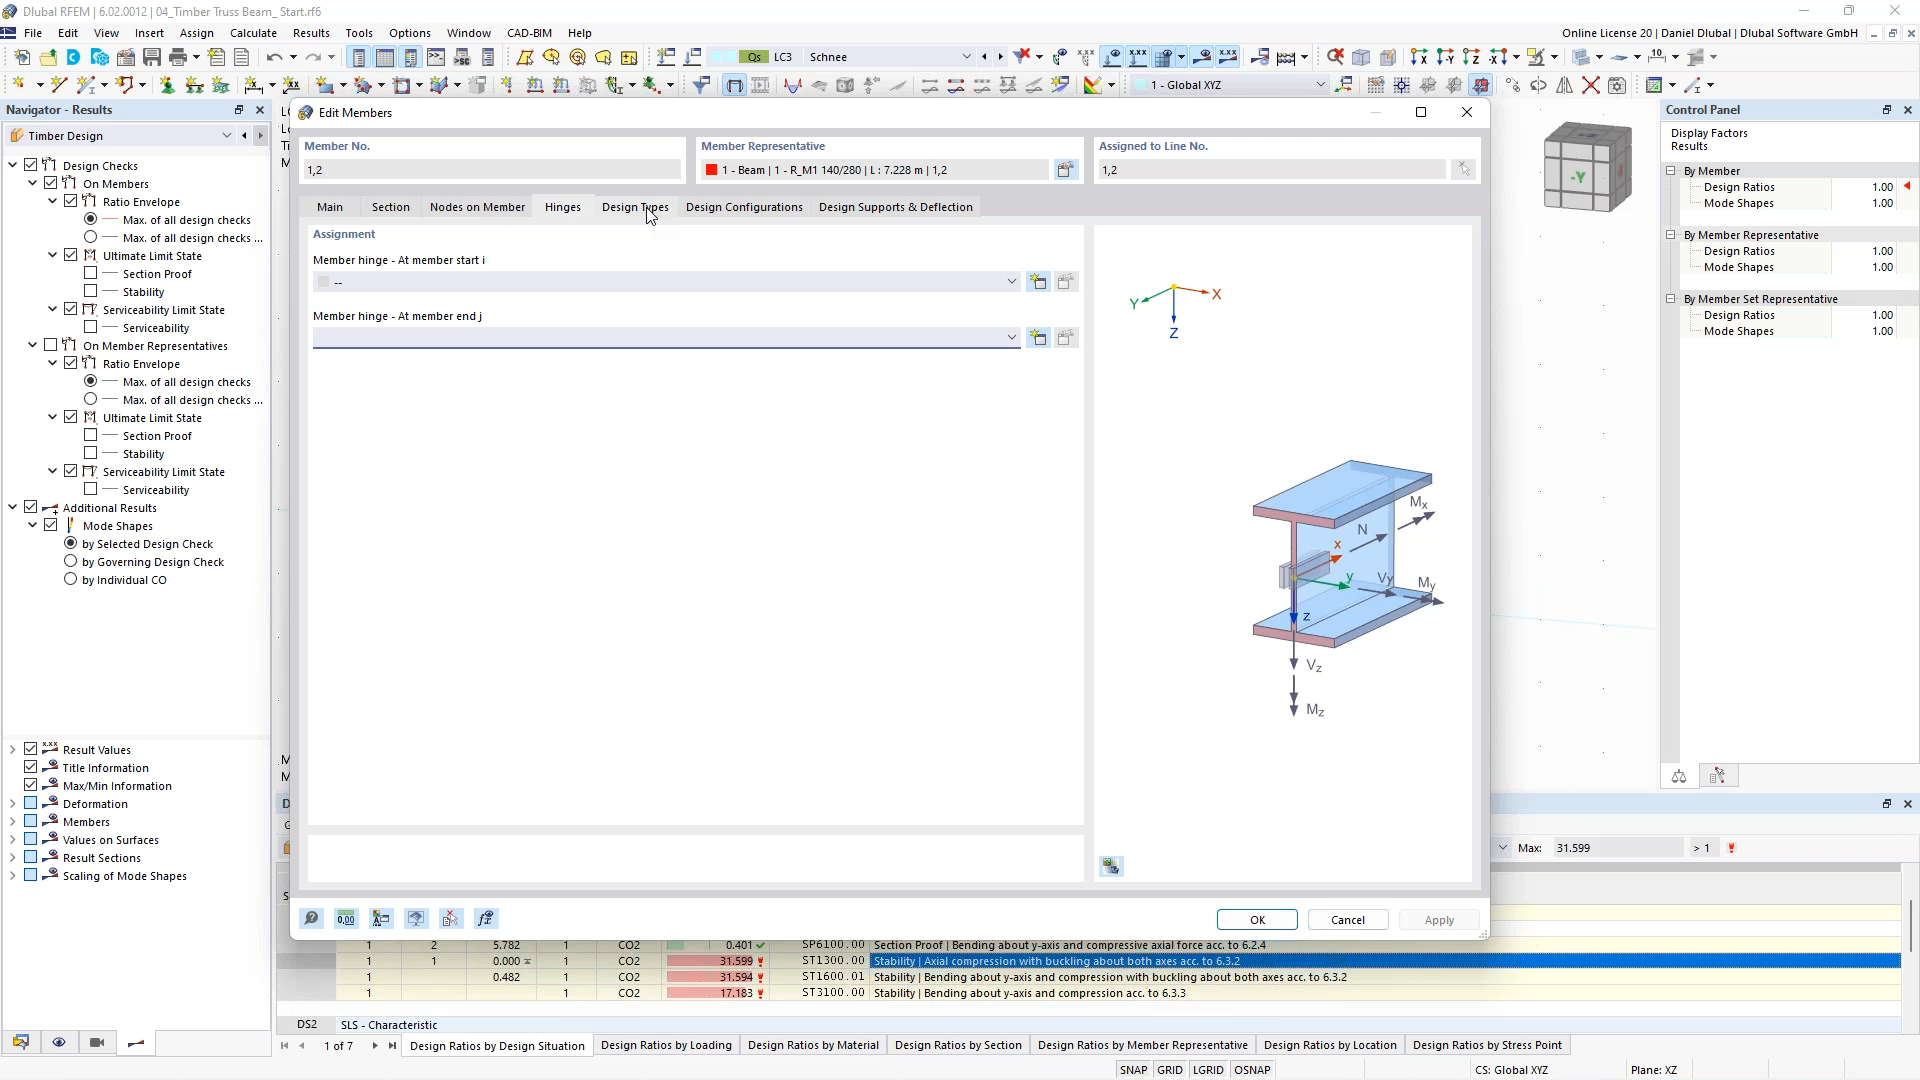 Dlubal RFEM | 6.02.0012 | 04_Timber Truss Beam_ Start.rf6
File Edit View Insert Assign Calculate Results Tools Options Window CAD-BIM Help
Online License 20 | Daniel Dlubal | Dlubal Software GmbH
Qs LC3 Schnee
1 - Global XYZ
Navigator - Results
Timber Design
Design Checks
On Members
Ratio Envelope
Max. of all design checks
Max. of all design checks ...
Ultimate Limit State
Section Proof
Stability
Serviceability Limit State
Serviceability
On Member Representatives
Ratio Envelope
Max. of all design checks
Max. of all design checks ...
Ultimate Limit State
Section Proof
Stability
Serviceability Limit State
Serviceability
Additional Results
Mode Shapes
by Selected Design Check
by Governing Design Check
by Individual CO
Result Values
Title Information
Max/Min Information
Deformation
Members
Values on Surfaces
Result Sections
Scaling of Mode Shapes
Edit Members
Member No.
1,2
Member Representative
1 - Beam | 1 - R_M1 140/280 | L : 7.228 m | 1,2
Assigned to Line No.
1,2
Main Section Nodes on Member Hinges Design Types Design Configurations Design Supports & Deflection
Assignment
Member hinge - At member start i
--
Member hinge - At member end j
X
Y
Z
Mx
N
x
y
Vy
My
z
Vz
Mz
OK Cancel Apply
-Y
Control Panel
Display Factors
Results
By Member
Design Ratios 1.00
Mode Shapes 1.00
By Member Representative
Design Ratios 1.00
Mode Shapes 1.00
By Member Set Representative
Design Ratios 1.00
Mode Shapes 1.00
Max: 31.599 > 1
1 2 5.782 1 CO2 0.401 SP6100.00 Section Proof | Bending about y-axis and compressive axial force acc. to 6.2.4
1 1 0.000 1 CO2 31.599 ST1300.00 Stability | Axial compression with buckling about both axes acc. to 6.3.2
1 0.482 1 CO2 31.594 ST1600.01 Stability | Bending about y-axis and compression with buckling about both axes acc. to 6.3.2
1 1 CO2 17.183 ST3100.00 Stability | Bending about y-axis and compression acc. to 6.3.3
DS2 SLS - Characteristic
1 of 7 Design Ratios by Design Situation Design Ratios by Loading Design Ratios by Material Design Ratios by Section Design Ratios by Member Representative Design Ratios by Location Design Ratios by Stress Point
SNAP GRID LGRID OSNAP CS: Global XYZ Plane: XZ